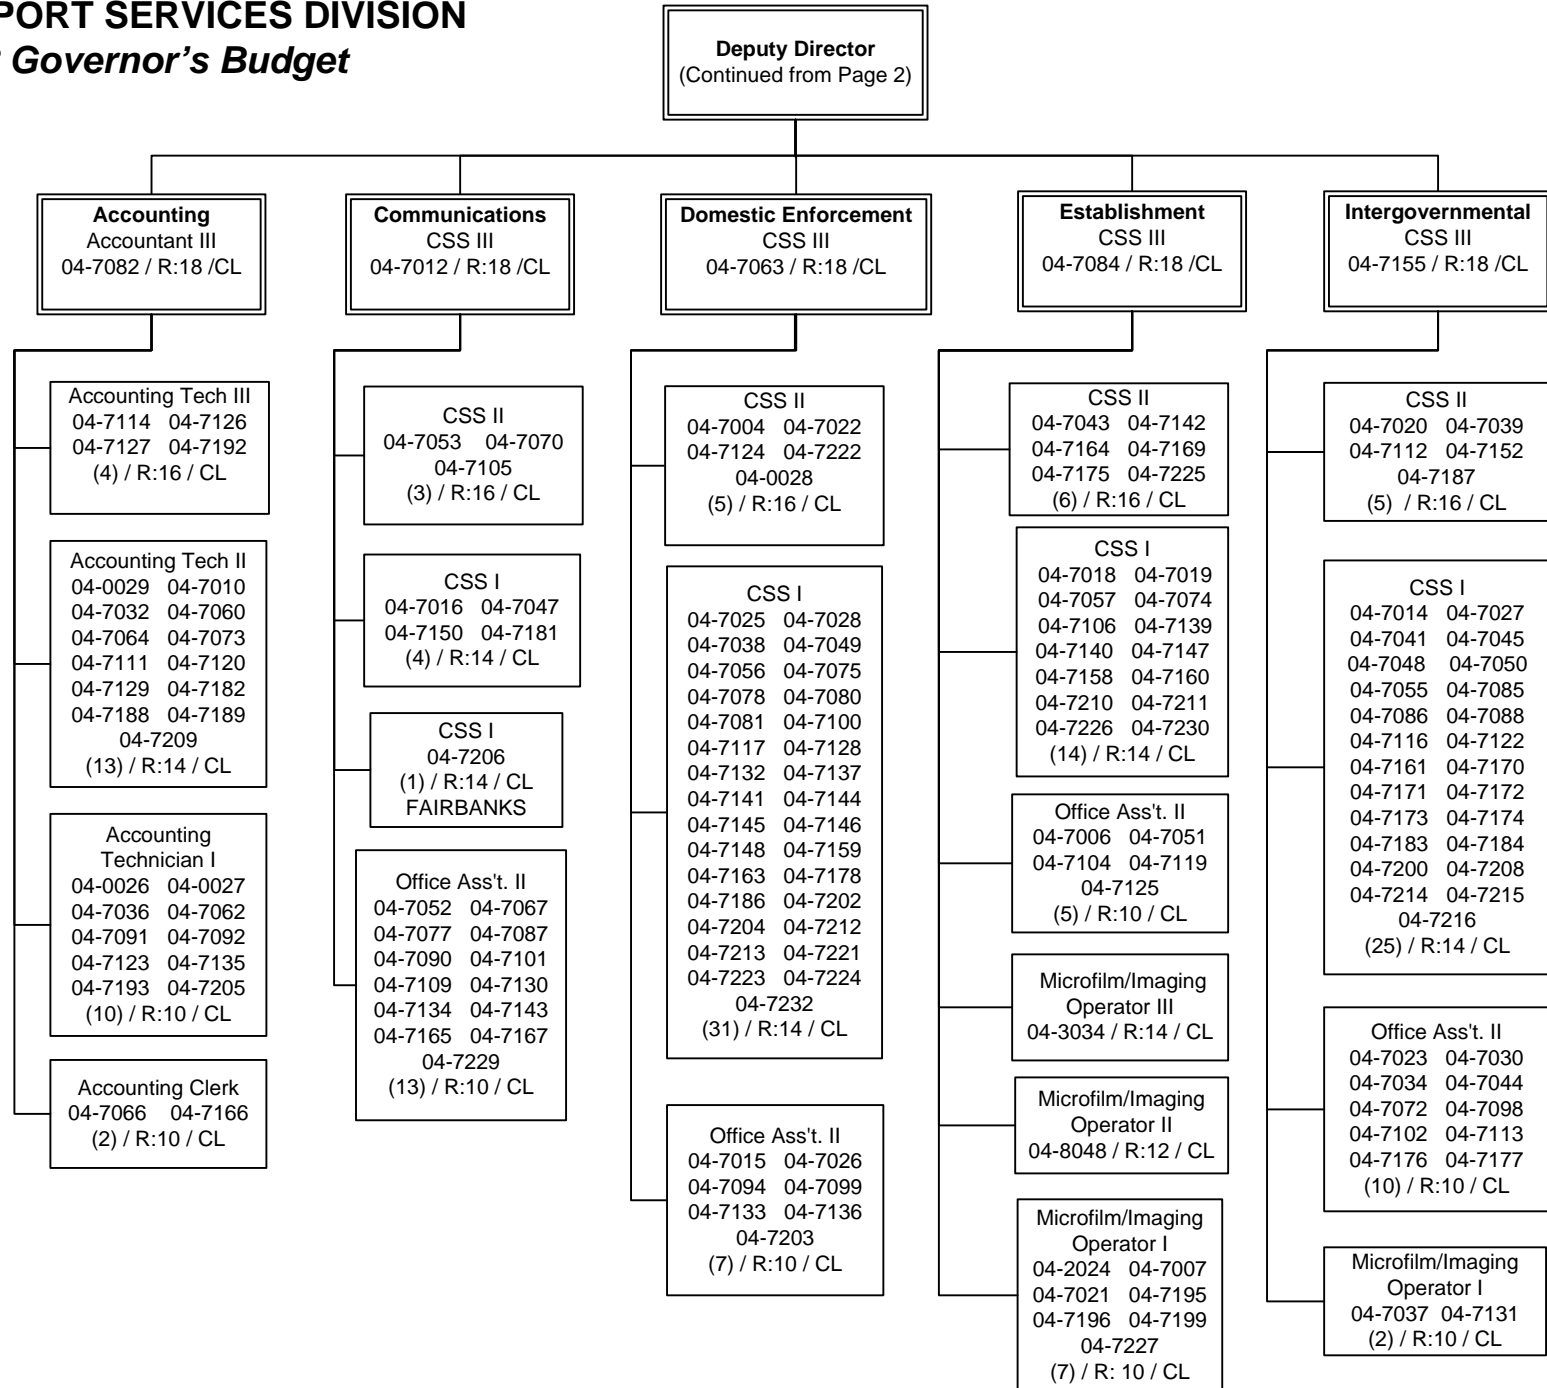 PORT SERVICES DIVISION
Governor's Budget
Deputy Director
(Continued from Page 2)
Accounting
Accountant III
04-7082 / R:18 /CL
Accounting Tech III
04-7114 04-7126
04-7127 04-7192
(4) / R:16 / CL
Accounting Tech II
04-0029 04-7010
04-7032 04-7060
04-7064 04-7073
04-7111 04-7120
04-7129 04-7182
04-7188 04-7189
04-7209
(13) / R:14 / CL
Accounting
Technician I
04-0026 04-0027
04-7036 04-7062
04-7091 04-7092
04-7123 04-7135
04-7193 04-7205
(10) / R:10 / CL
Accounting Clerk
04-7066 04-7166
(2) / R:10 / CL
Communications
CSS III
04-7012 / R:18 /CL
CSS II
04-7053 04-7070
04-7105
(3) / R:16 / CL
CSS I
04-7016 04-7047
04-7150 04-7181
(4) / R:14 / CL
CSS I
04-7206
(1) / R:14 / CL
FAIRBANKS
Office Ass't. II
04-7052 04-7067
04-7077 04-7087
04-7090 04-7101
04-7109 04-7130
04-7134 04-7143
04-7165 04-7167
04-7229
(13) / R:10 / CL
Domestic Enforcement
CSS III
04-7063 / R:18 /CL
CSS II
04-7004 04-7022
04-7124 04-7222
04-0028
(5) / R:16 / CL
CSS I
04-7025 04-7028
04-7038 04-7049
04-7056 04-7075
04-7078 04-7080
04-7081 04-7100
04-7117 04-7128
04-7132 04-7137
04-7141 04-7144
04-7145 04-7146
04-7148 04-7159
04-7163 04-7178
04-7186 04-7202
04-7204 04-7212
04-7213 04-7221
04-7223 04-7224
04-7232
(31) / R:14 / CL
Office Ass't. II
04-7015 04-7026
04-7094 04-7099
04-7133 04-7136
04-7203
(7) / R:10 / CL
Establishment
CSS III
04-7084 / R:18 /CL
CSS II
04-7043 04-7142
04-7164 04-7169
04-7175 04-7225
(6) / R:16 / CL
CSS I
04-7018 04-7019
04-7057 04-7074
04-7106 04-7139
04-7140 04-7147
04-7158 04-7160
04-7210 04-7211
04-7226 04-7230
(14) / R:14 / CL
Office Ass't. II
04-7006 04-7051
04-7104 04-7119
04-7125
(5) / R:10 / CL
Microfilm/Imaging
Operator III
04-3034 / R:14 / CL
Microfilm/Imaging
Operator II
04-8048 / R:12 / CL
Microfilm/Imaging
Operator I
04-2024 04-7007
04-7021 04-7195
04-7196 04-7199
04-7227
(7) / R: 10 / CL
Intergovernmental
CSS III
04-7155 / R:18 /CL
CSS II
04-7020 04-7039
04-7112 04-7152
04-7187
(5) / R:16 / CL
CSS I
04-7014 04-7027
04-7041 04-7045
04-7048 04-7050
04-7055 04-7085
04-7086 04-7088
04-7116 04-7122
04-7161 04-7170
04-7171 04-7172
04-7173 04-7174
04-7183 04-7184
04-7200 04-7208
04-7214 04-7215
04-7216
(25) / R:14 / CL
Office Ass't. II
04-7023 04-7030
04-7034 04-7044
04-7072 04-7098
04-7102 04-7113
04-7176 04-7177
(10) / R:10 / CL
Microfilm/Imaging
Operator I
04-7037 04-7131
(2) / R:10 / CL